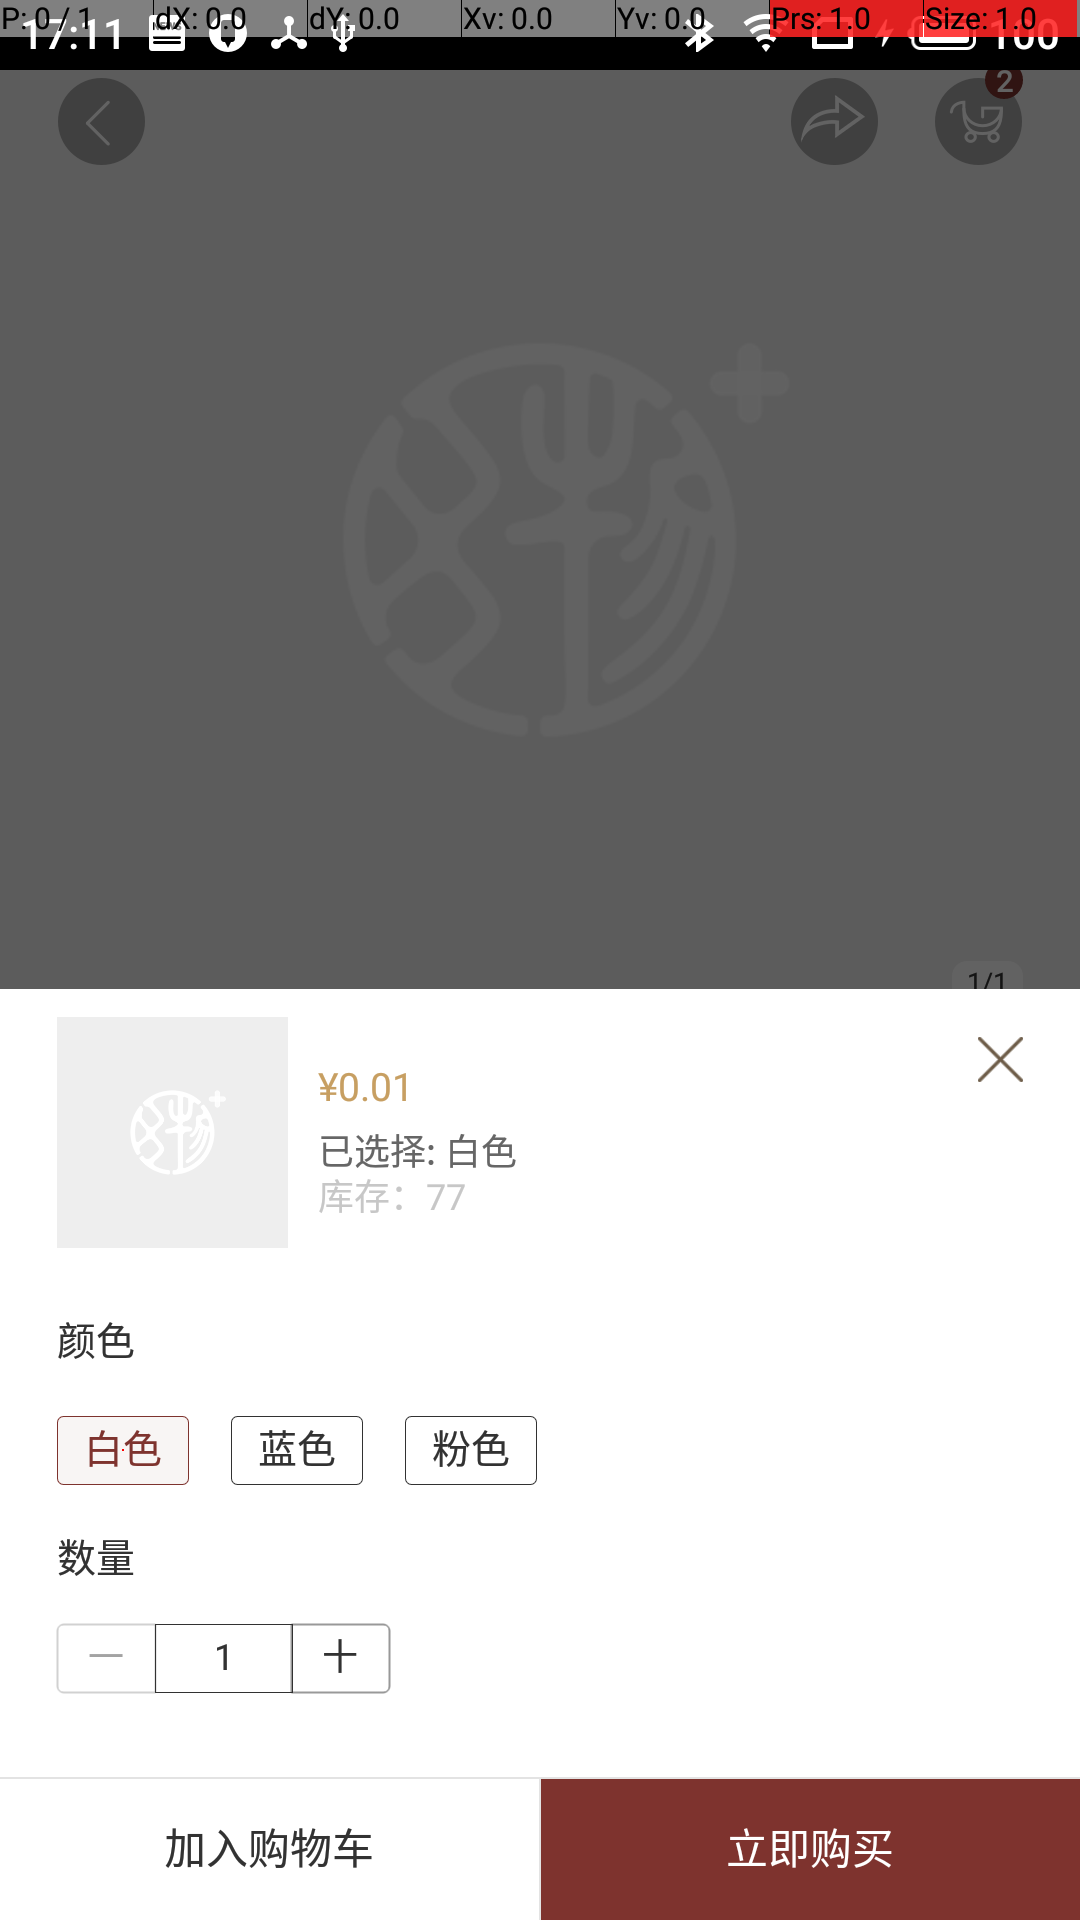 P: 0 / 1 dX: 0.0 dY: 0.0 Xv: 0.0 Yv: 0.0 Prs: 1.0 Size: 1.0
17:11 NEWS 100
2
1/1
¥0.01
已选择: 白色
库存：77
颜色
白色 蓝色 粉色
数量
1
加入购物车 立即购买